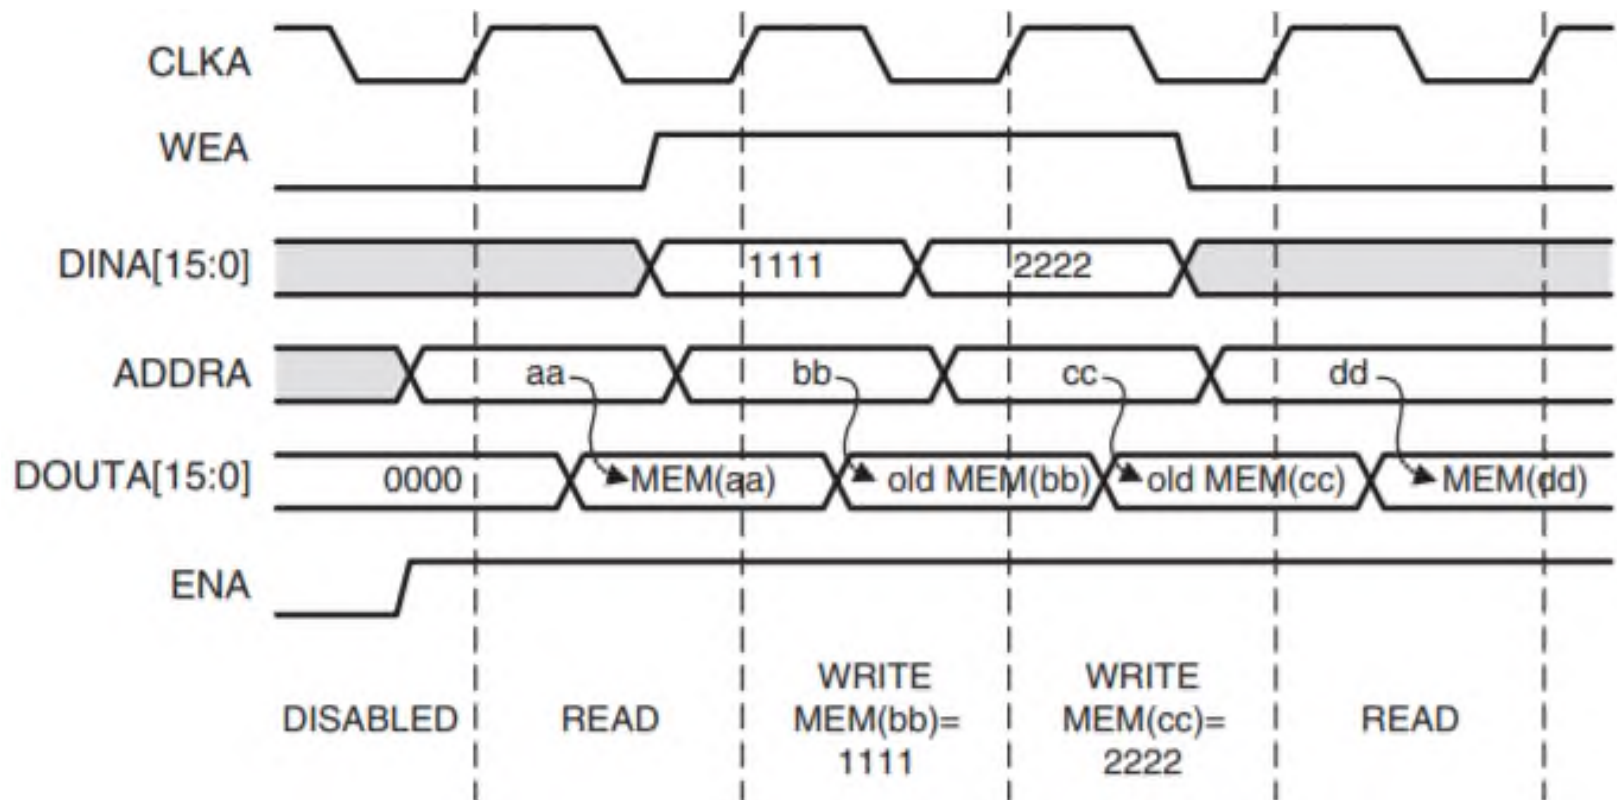 CLKA
WEA
DINA[15:0] 1111 2222
ADDRA aa bb cc dd
DOUTA[15:0] 0000 MEM(aa) old MEM(bb) old MEM(cc) MEM(dd)
ENA
DISABLED
READ
WRITE
MEM(bb)=
1111
WRITE
MEM(cc)=
2222
READ